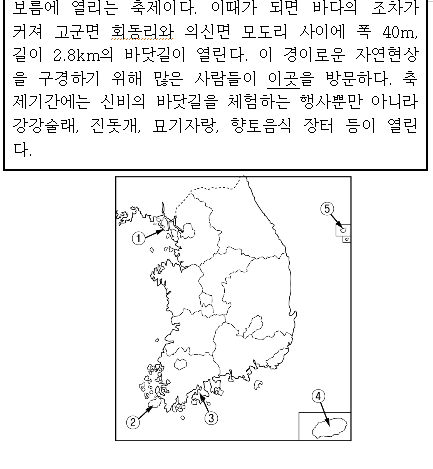 보름에 열리는 축제이다. 이때가 되면 바다의 조차가
커져 고군면 회동리와 의신면 모도리 사이에 폭 40m,
길이 2.8km의 바닷길이 열린다. 이 경이로운 자연현상
을 구경하기 위해 많은 사람들이 이곳을 방문하다. 축
제기간에는 신비의 바닷길을 체험하는 행사뿐만 아니라
강강술래, 진돗개, 묘기자랑, 향토음식 장터 등이 열린
다.
⑤
①
④
②
③